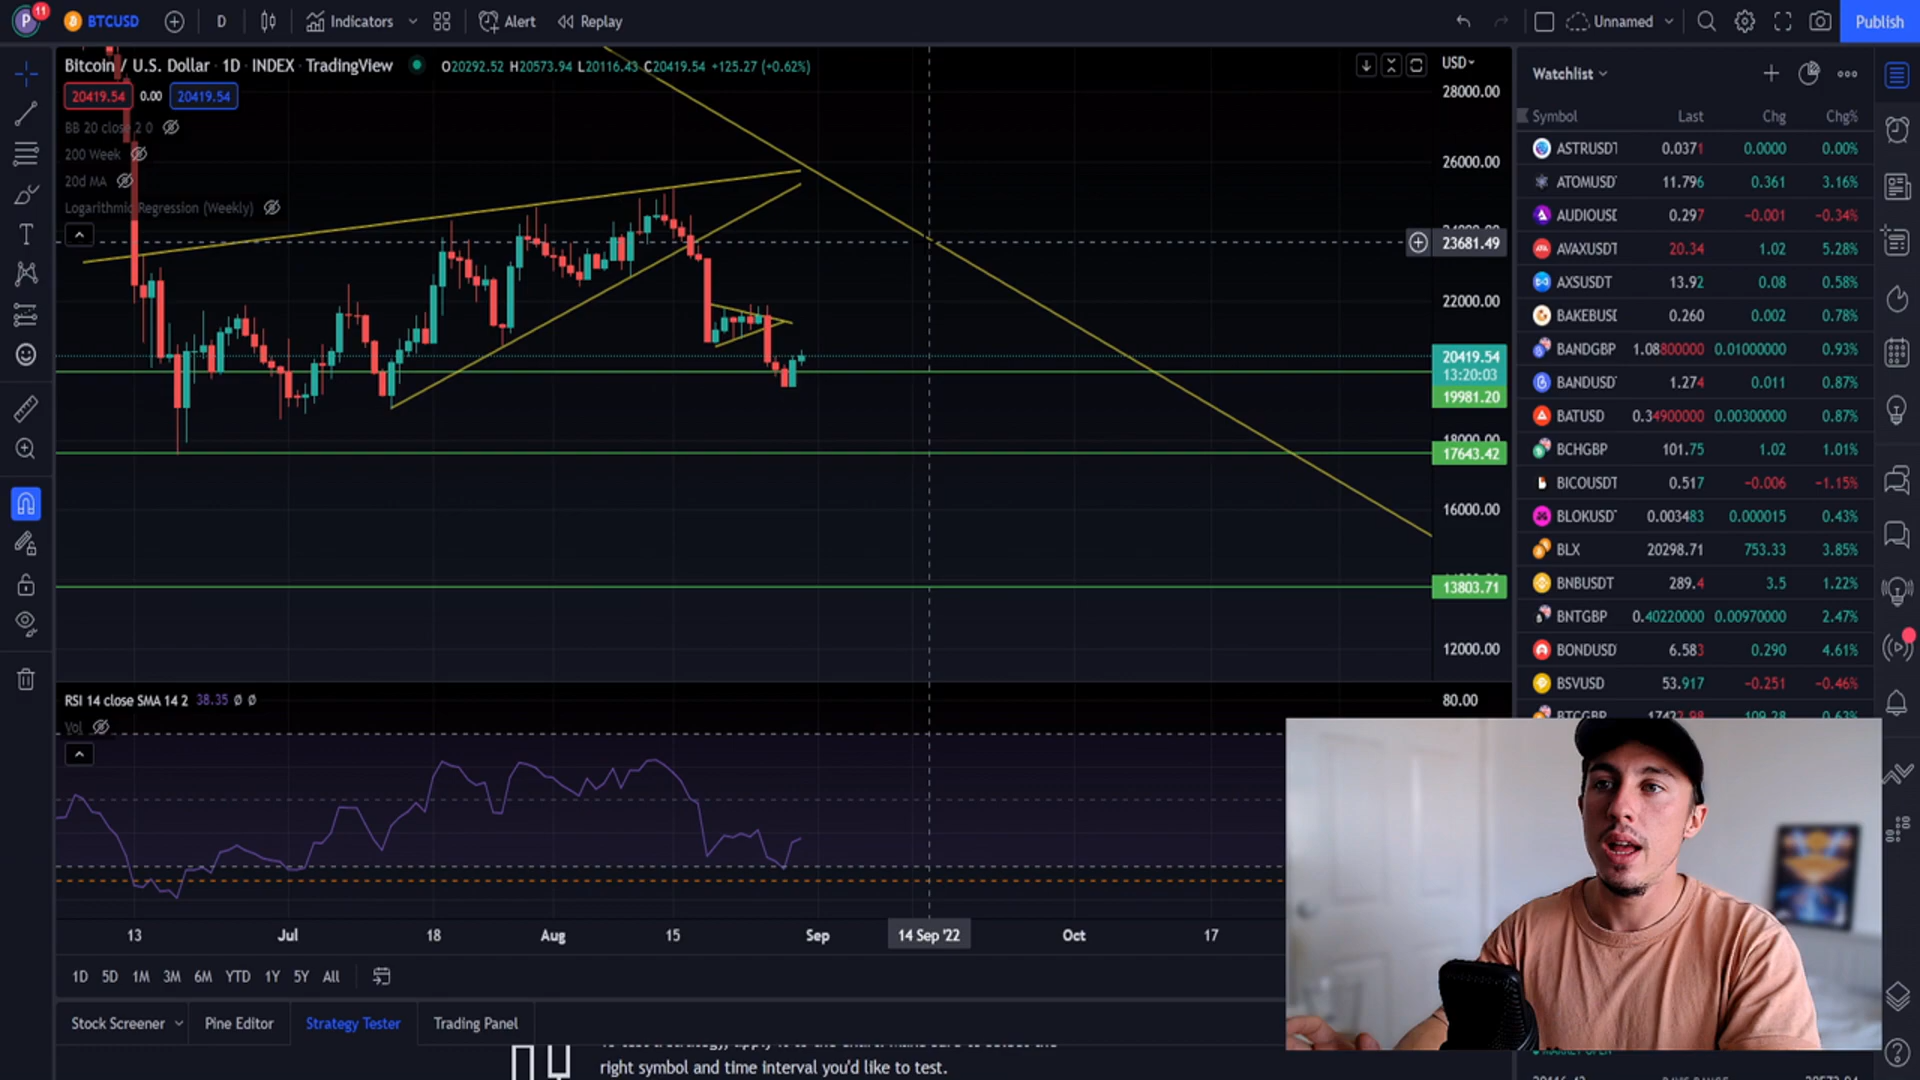 P 11 BTCUSD D Indicators Alert Replay Unnamed Publish
Bitcoin / U.S. Dollar · 1D · INDEX · TradingView O20292.52 H20573.94 L20116.43 C20419.54 +125.27 (+0.62%)
20419.54 0.00 20419.54
BB 20 close 2 0
200 Week
20d MA
Logarithmic Regression (Weekly)
USD
28000.00
26000.00
23681.49
22000.00
20419.54
13:20:03
19981.20
18000.00
17643.42
16000.00
13803.71
12000.00
RSI 14 close SMA 14 2 38.35 Ø Ø
Vol
80.00
13 Jul 18 Aug 15 Sep 14 Sep '22 Oct 17
1D 5D 1M 3M 6M YTD 1Y 5Y All
Stock Screener Pine Editor Strategy Tester Trading Panel
right symbol and time interval you'd like to test.
Watchlist
Symbol Last Chg Chg%
ASTRUSDT 0.0371 0.0000 0.00%
ATOMUSD 11.796 0.361 3.16%
AUDIOUSD 0.297 -0.001 -0.34%
AVAXUSDT 20.34 1.02 5.28%
AXSUSDT 13.92 0.08 0.58%
BAKEBUSD 0.260 0.002 0.78%
BANDGBP 1.08800000 0.01000000 0.93%
BANDUSD 1.274 0.011 0.87%
BATUSD 0.34900000 0.00300000 0.87%
BCHGBP 101.75 1.02 1.01%
BICOUSDT 0.517 -0.006 -1.15%
BLOKUSD 0.003483 0.000015 0.43%
BLX 20298.71 753.33 3.85%
BNBUSDT 289.4 3.5 1.22%
BNTGBP 0.40220000 0.00970000 2.47%
BONDUSD 6.583 0.290 4.61%
BSVUSD 53.917 -0.251 -0.46%
BTCGBP 109.28 0.63%